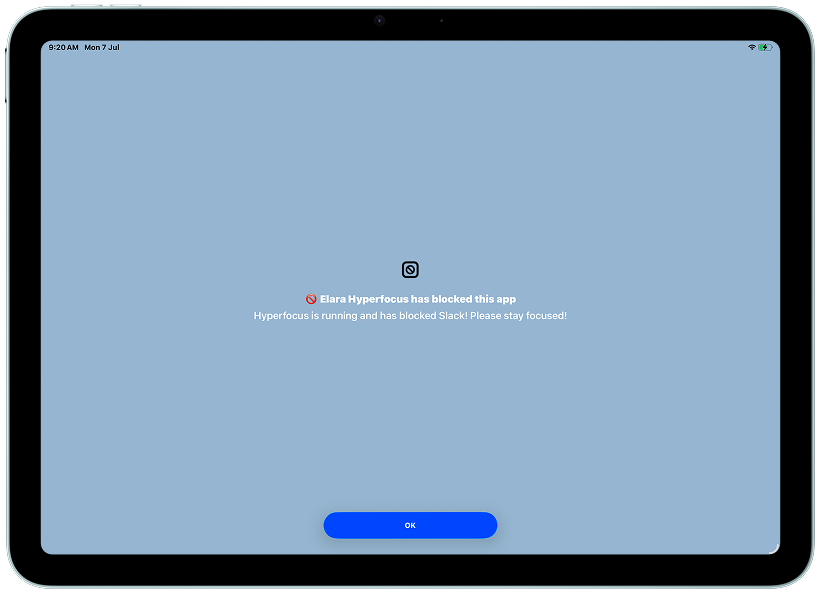 9:20 AM Mon 7 Jul
🚫 Elara Hyperfocus has blocked this app
Hyperfocus is running and has blocked Slack! Please stay focused!
OK